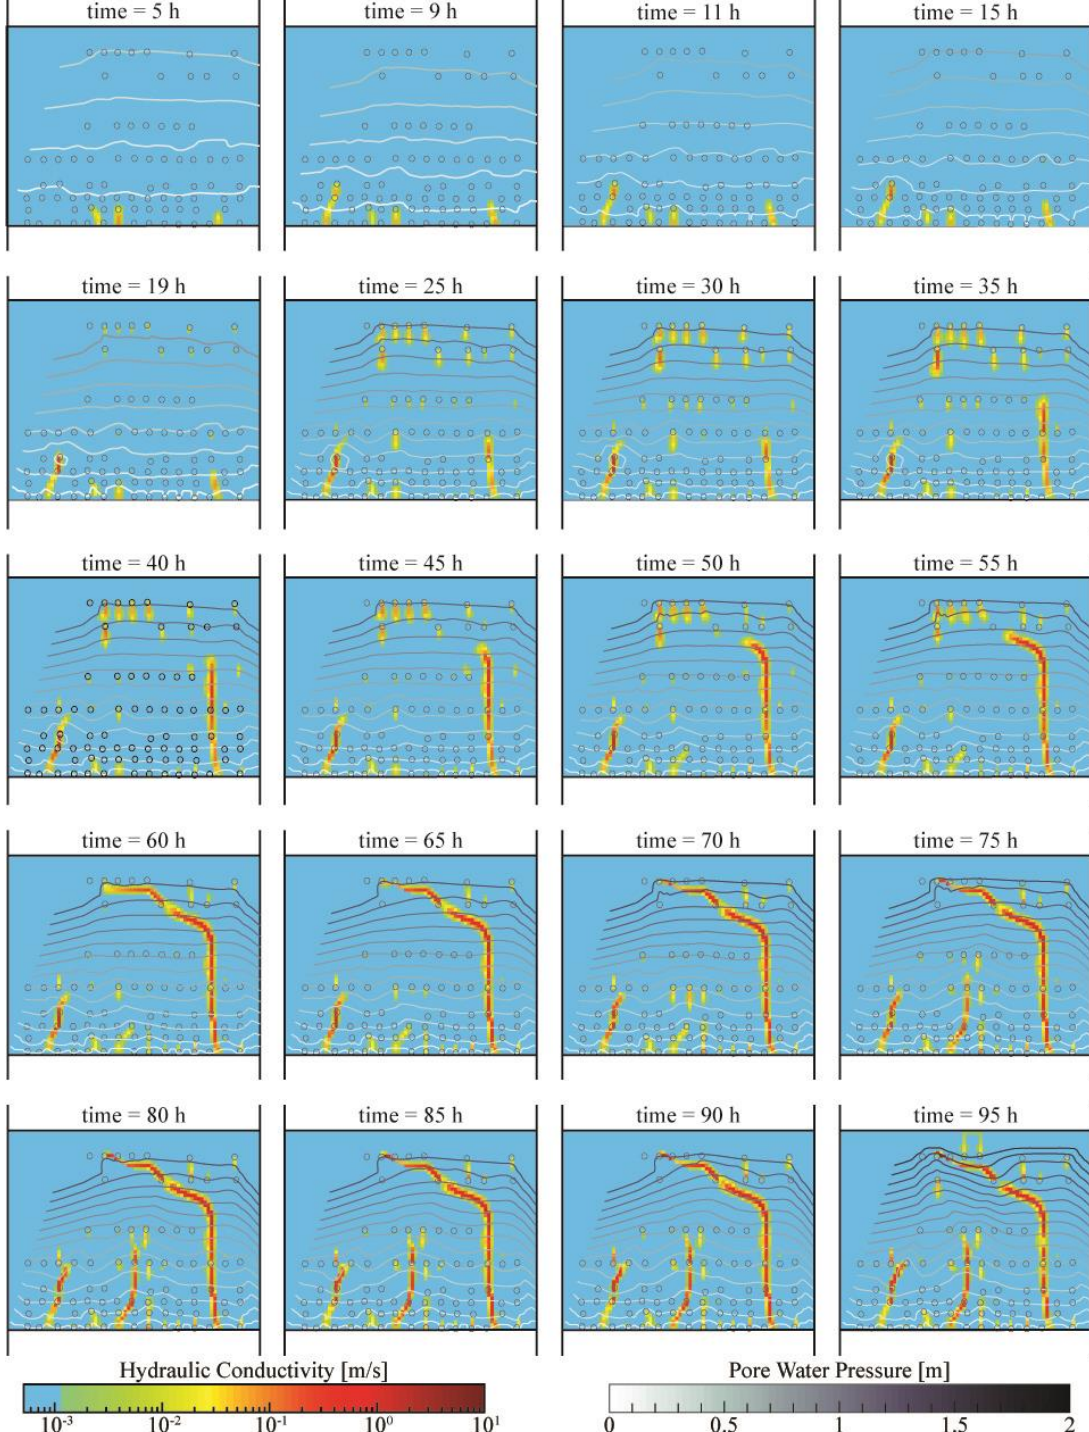 time = 5 h time = 9 h time = 11 h time = 15 h
time = 19 h time = 25 h time = 30 h time = 35 h
time = 40 h time = 45 h time = 50 h time = 55 h
time = 60 h time = 65 h time = 70 h time = 75 h
time = 80 h time = 85 h time = 90 h time = 95 h
Hydraulic Conductivity [m/s] Pore Water Pressure [m]
10⁻³ 10⁻² 10⁻¹ 10⁰ 10¹ 0 0.5 1 1.5 2